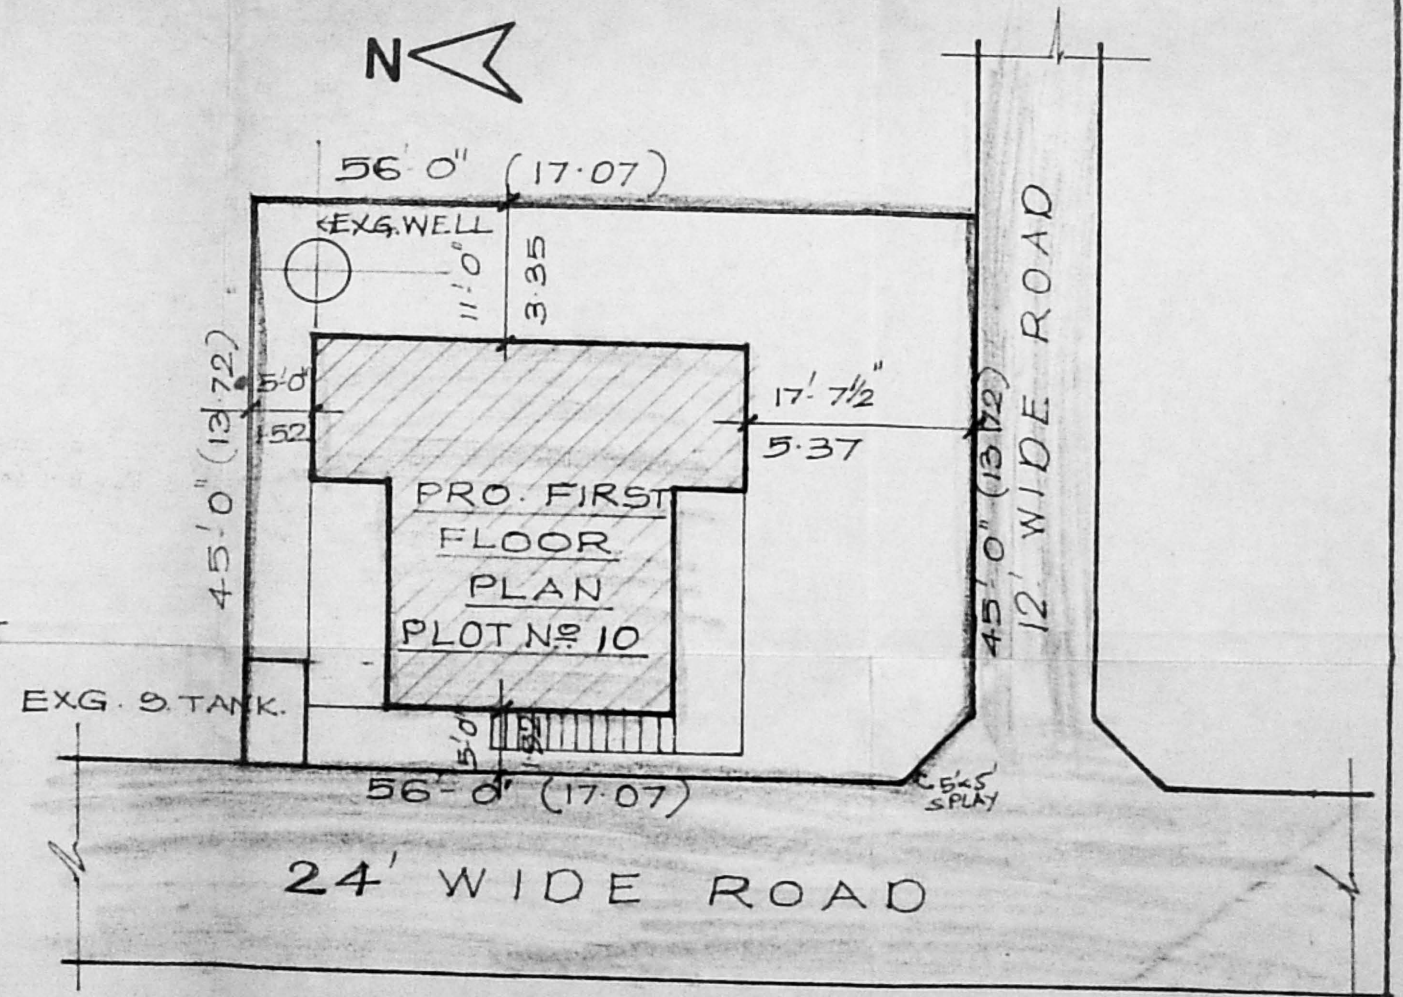 N
56'-0" (17.07)
EXG. WELL
11'-0"
3.35
45'-0" (13.72)
5'-0"
1.52
17'-7½"
5.37
45'-0" (13.72)
12' WIDE ROAD
PRO. FIRST
FLOOR
PLAN
PLOT Nº 10
EXG. S. TANK.
5'-0"
1.52
56'-0" (17.07)
5'x5'
SPLAY
24' WIDE ROAD